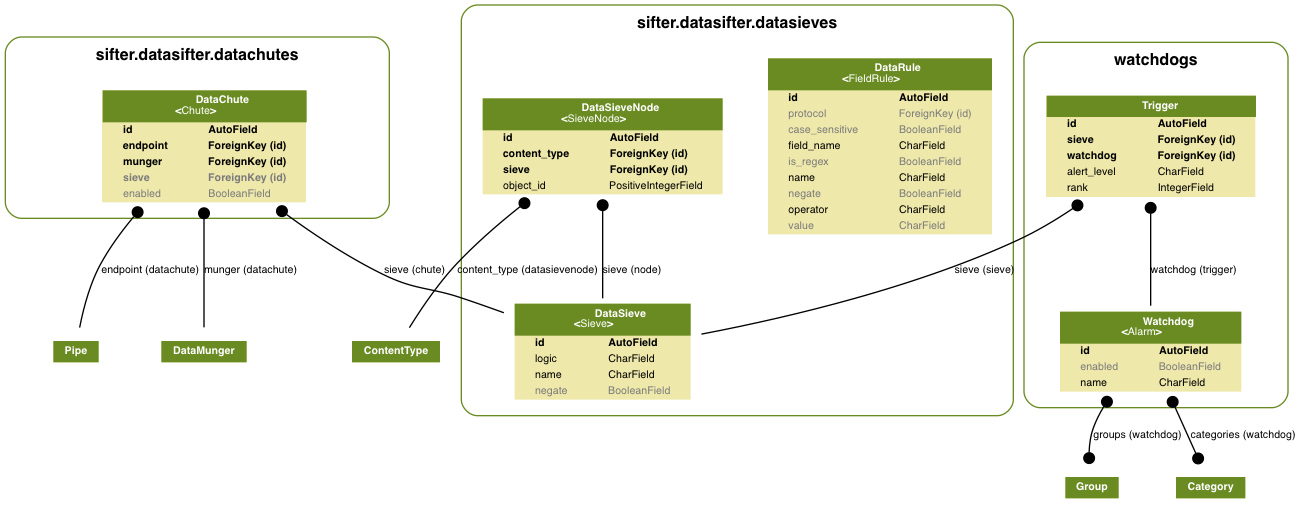 sifter.datasifter.datachutes
DataChute
<Chute>
id AutoField
endpoint ForeignKey (id)
munger ForeignKey (id)
sieve ForeignKey (id)
enabled BooleanField
sifter.datasifter.datasieves
DataSieveNode
<SieveNode>
id AutoField
content_type ForeignKey (id)
sieve ForeignKey (id)
object_id PositiveIntegerField
DataRule
<FieldRule>
id AutoField
protocol ForeignKey (id)
case_sensitive BooleanField
field_name CharField
is_regex BooleanField
name CharField
negate BooleanField
operator CharField
value CharField
watchdogs
Trigger
id AutoField
sieve ForeignKey (id)
watchdog ForeignKey (id)
alert_level CharField
rank IntegerField
endpoint (datachute)
munger (datachute)
sieve (chute)
content_type (datasievenode)
sieve (node)
sieve (sieve)
watchdog (trigger)
Pipe
DataMunger
ContentType
DataSieve
<Sieve>
id AutoField
logic CharField
name CharField
negate BooleanField
Watchdog
<Alarm>
id AutoField
enabled BooleanField
name CharField
groups (watchdog)
categories (watchdog)
Group
Category